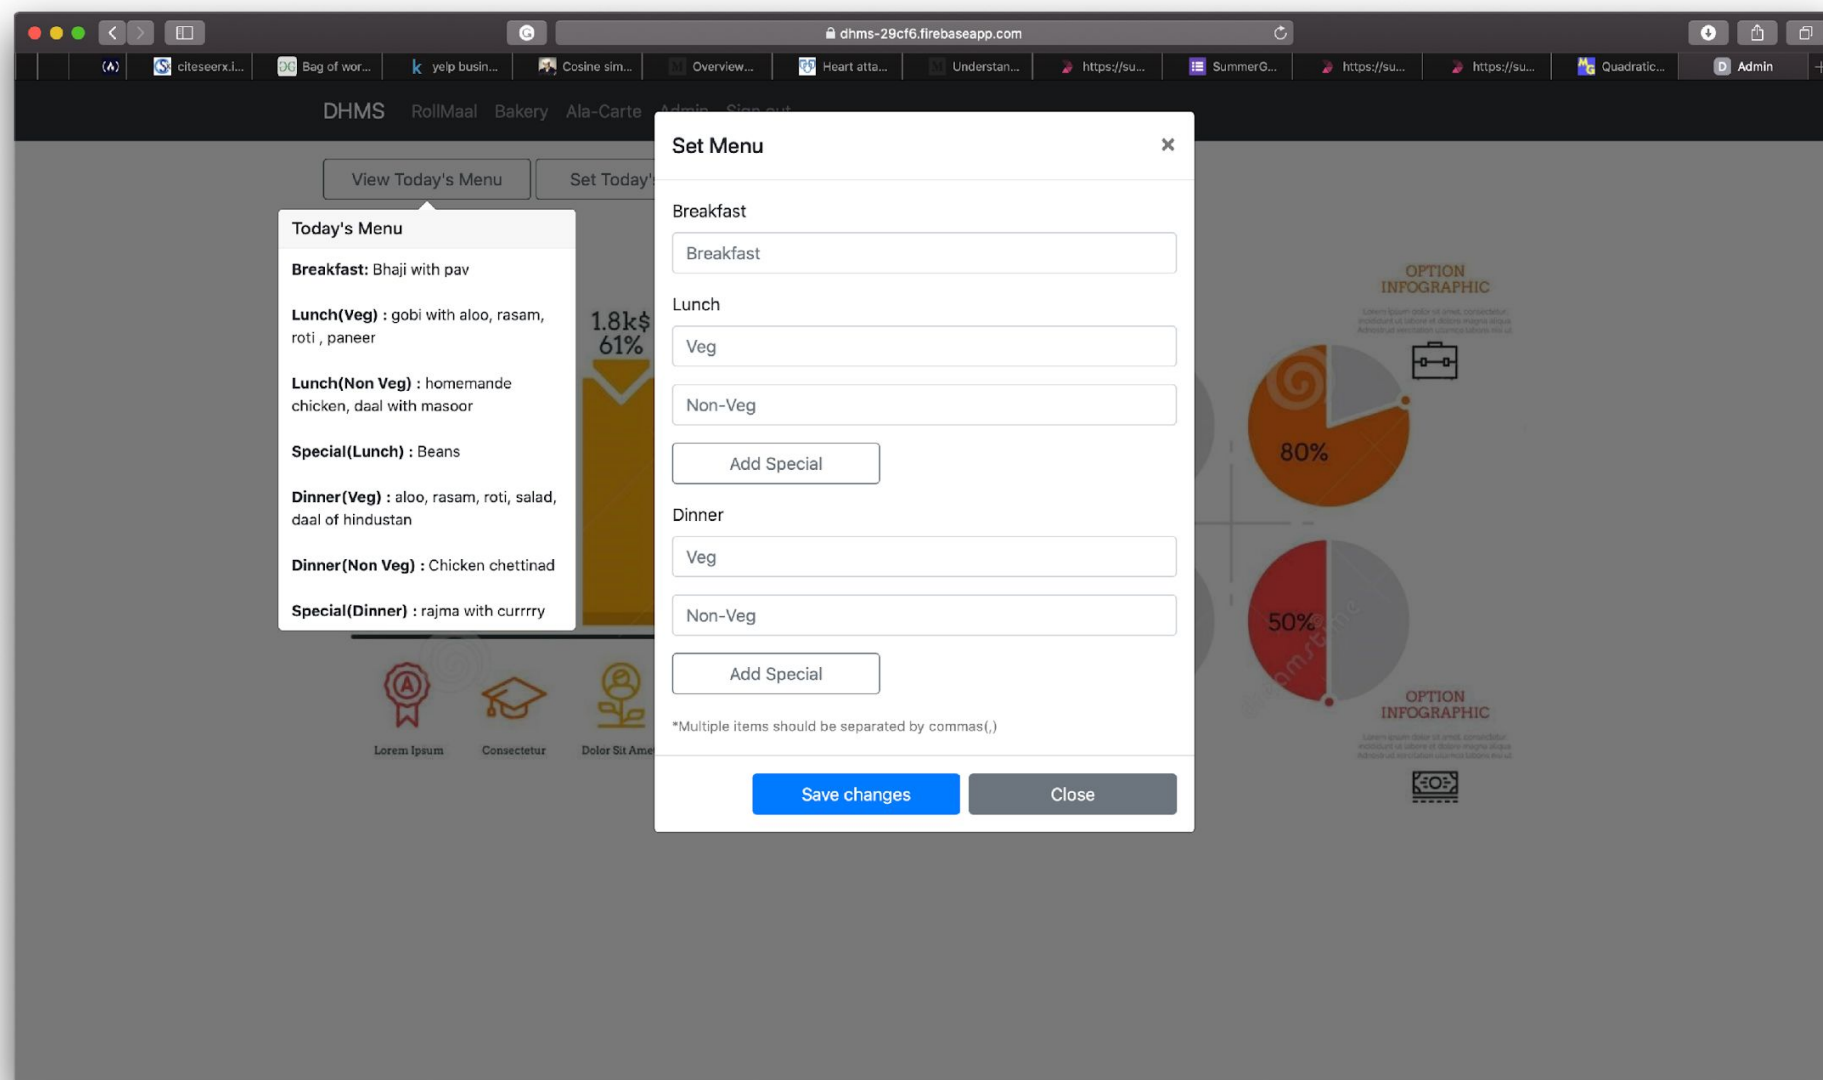 dhms-29cf6.firebaseapp.com
citeseerx.i...
Bag of wor...
yelp busin...
Cosine sim...
Overview...
Heart atta...
Understan...
https://su...
SummerG...
https://su...
https://su...
Quadratic...
Admin
DHMS RollMaal Bakery Ala-Carte Admin Sign out
View Today's Menu
Set Today's
Today's Menu
Breakfast: Bhaji with pav
Lunch(Veg) : gobi with aloo, rasam,
roti , paneer
Lunch(Non Veg) : homemande
chicken, daal with masoor
Special(Lunch) : Beans
Dinner(Veg) : aloo, rasam, roti, salad,
daal of hindustan
Dinner(Non Veg) : Chicken chettinad
Special(Dinner) : rajma with currrry
1.8k$
61%
Lorem Ipsum
Consectetur
Dolor Sit Ame
Set Menu
Breakfast
Breakfast
Lunch
Veg
Non-Veg
Add Special
Dinner
Veg
Non-Veg
Add Special
*Multiple items should be separated by commas(,)
Save changes
Close
OPTION
INFOGRAPHIC
80%
50%
OPTION
INFOGRAPHIC